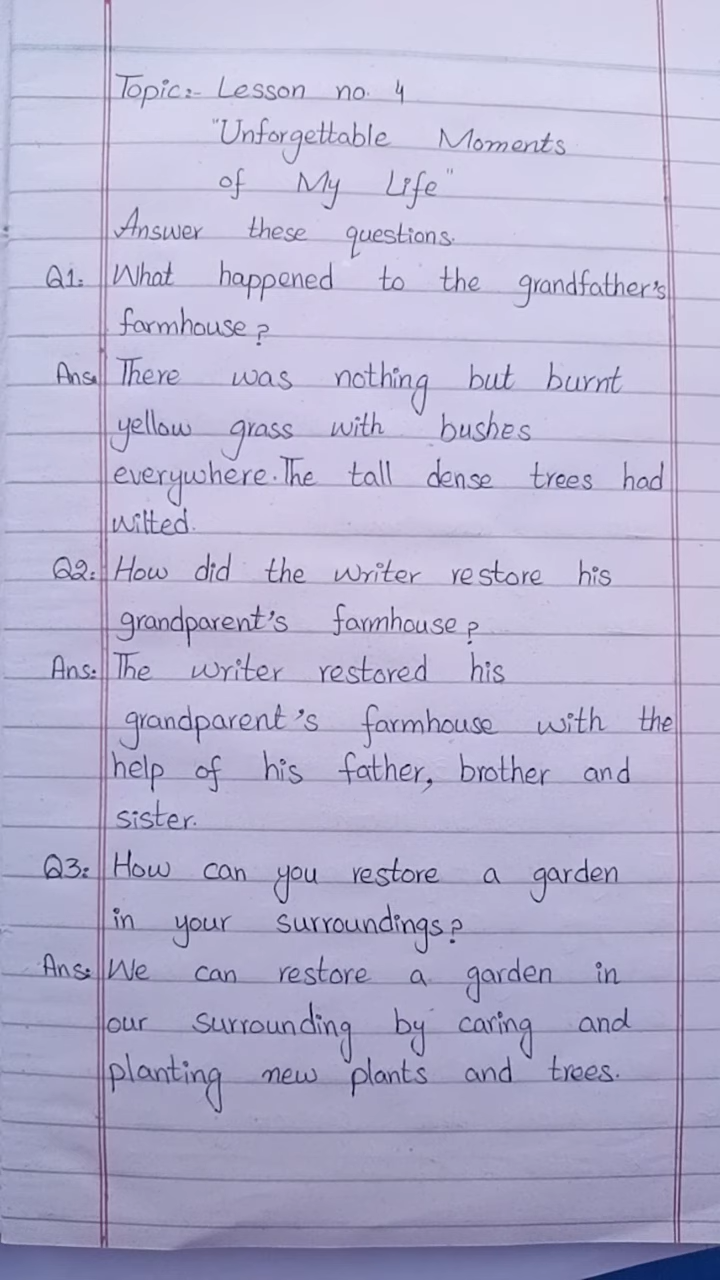 Topic:- Lesson no. 4
"Unforgettable Moments
of My Life"
Answer these questions.
Q1: What happened to the grandfather's
farmhouse?
Ans: There was nothing but burnt
yellow grass with bushes
everywhere. The tall dense trees had
wilted.
Q2: How did the writer restore his
grandparent's farmhouse?
Ans: The writer restored his
grandparent's farmhouse with the
help of his father, brother and
sister.
Q3: How can you restore a garden
in your surroundings?
Ans: We can restore a garden in
our surrounding by caring and
planting new plants and trees.